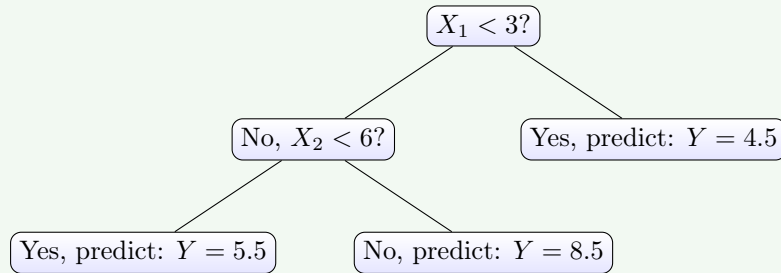 X₁ < 3?
No, X₂ < 6?
Yes, predict: Y = 4.5
Yes, predict: Y = 5.5
No, predict: Y = 8.5